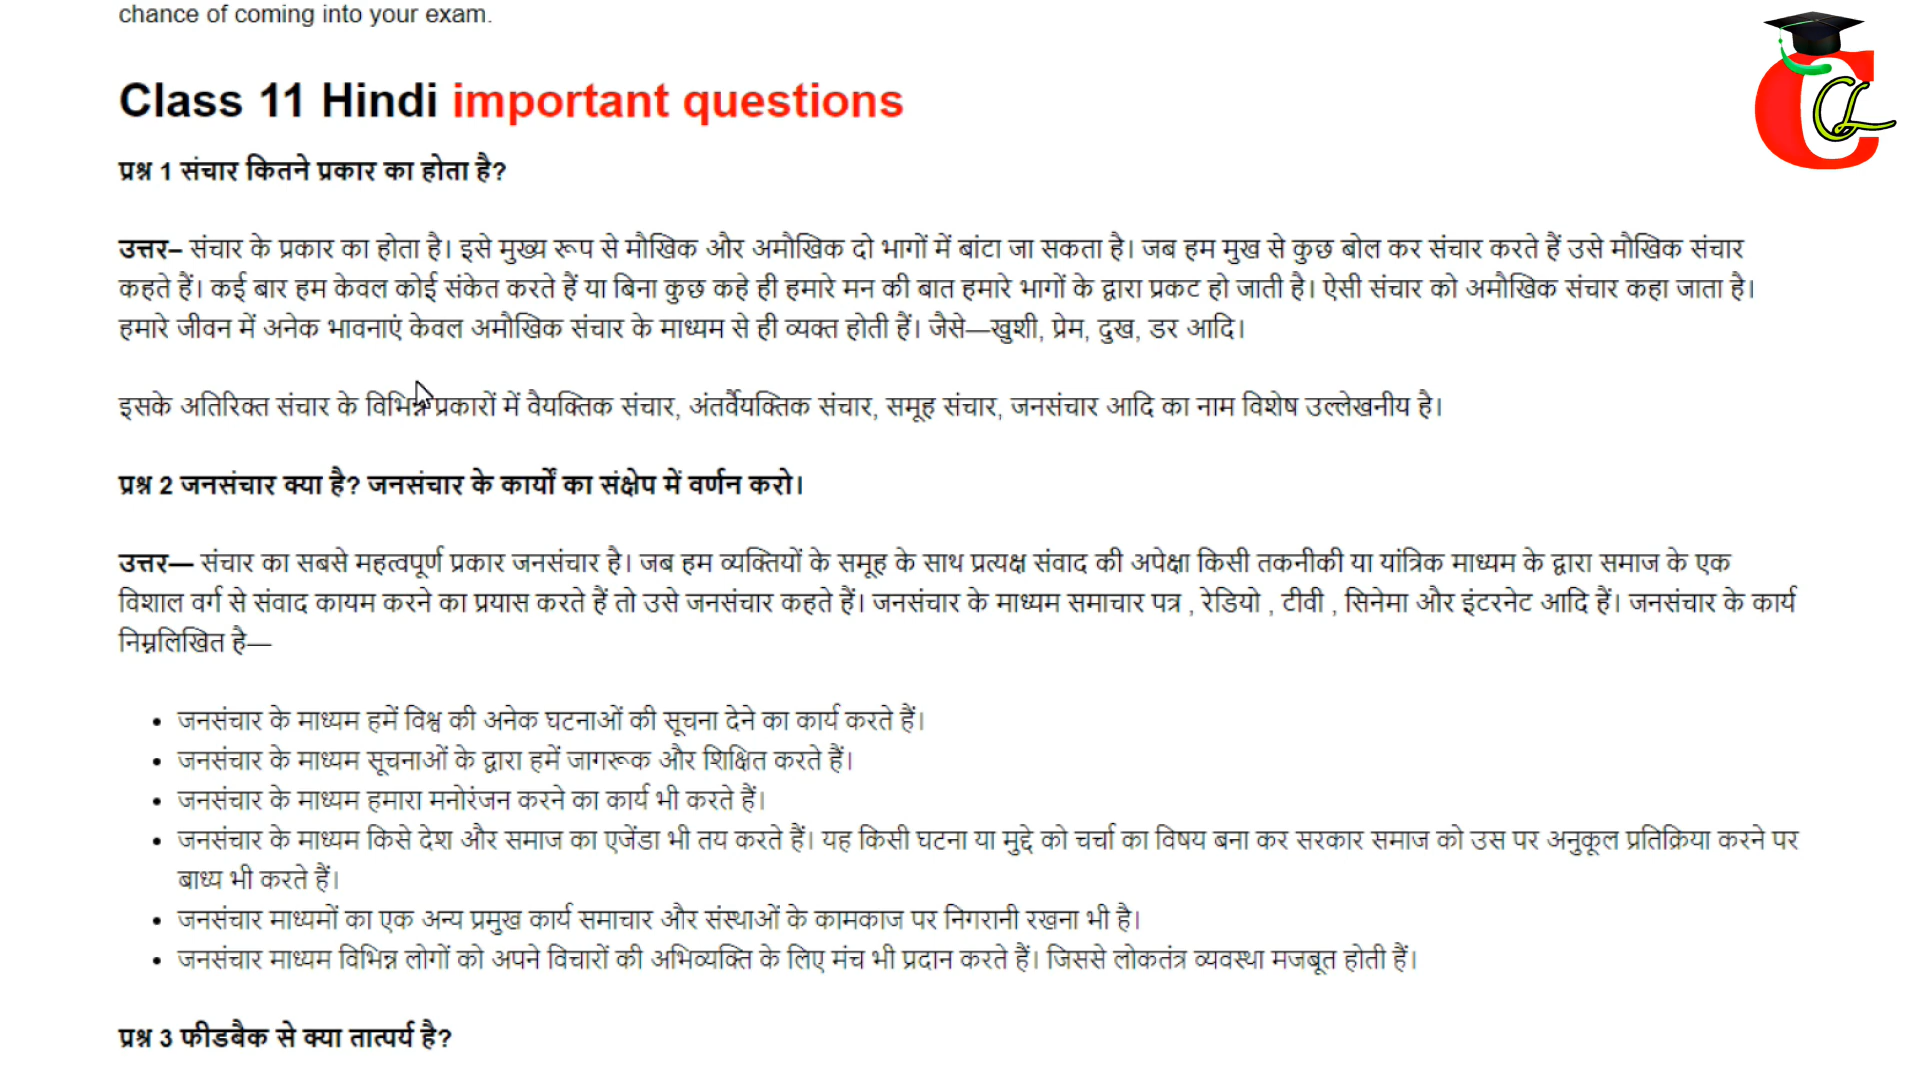 chance of coming into your exam.
Class 11 Hindi important questions
प्रश्न 1 संचार कितने प्रकार का होता है?
उत्तर– संचार के प्रकार का होता है। इसे मुख्य रूप से मौखिक और अमौखिक दो भागों में बांटा जा सकता है। जब हम मुख से कुछ बोल कर संचार करते हैं उसे मौखिक संचार
कहते हैं। कई बार हम केवल कोई संकेत करते हैं या बिना कुछ कहे ही हमारे मन की बात हमारे भागों के द्वारा प्रकट हो जाती है। ऐसी संचार को अमौखिक संचार कहा जाता है।
हमारे जीवन में अनेक भावनाएं केवल अमौखिक संचार के माध्यम से ही व्यक्त होती हैं। जैसे—खुशी, प्रेम, दुख, डर आदि।
इसके अतिरिक्त संचार के विभिन्न प्रकारों में वैयक्तिक संचार, अंतर्वैयक्तिक संचार, समूह संचार, जनसंचार आदि का नाम विशेष उल्लेखनीय है।
प्रश्न 2 जनसंचार क्या है? जनसंचार के कार्यों का संक्षेप में वर्णन करो।
उत्तर— संचार का सबसे महत्वपूर्ण प्रकार जनसंचार है। जब हम व्यक्तियों के समूह के साथ प्रत्यक्ष संवाद की अपेक्षा किसी तकनीकी या यांत्रिक माध्यम के द्वारा समाज के एक
विशाल वर्ग से संवाद कायम करने का प्रयास करते हैं तो उसे जनसंचार कहते हैं। जनसंचार के माध्यम समाचार पत्र , रेडियो , टीवी , सिनेमा और इंटरनेट आदि हैं। जनसंचार के कार्य
निम्नलिखित है—
• जनसंचार के माध्यम हमें विश्व की अनेक घटनाओं की सूचना देने का कार्य करते हैं।
• जनसंचार के माध्यम सूचनाओं के द्वारा हमें जागरूक और शिक्षित करते हैं।
• जनसंचार के माध्यम हमारा मनोरंजन करने का कार्य भी करते हैं।
• जनसंचार के माध्यम किसे देश और समाज का एजेंडा भी तय करते हैं। यह किसी घटना या मुद्दे को चर्चा का विषय बना कर सरकार समाज को उस पर अनुकूल प्रतिक्रिया करने पर
बाध्य भी करते हैं।
• जनसंचार माध्यमों का एक अन्य प्रमुख कार्य समाचार और संस्थाओं के कामकाज पर निगरानी रखना भी है।
• जनसंचार माध्यम विभिन्न लोगों को अपने विचारों की अभिव्यक्ति के लिए मंच भी प्रदान करते हैं। जिससे लोकतंत्र व्यवस्था मजबूत होती हैं।
प्रश्न 3 फीडबैक से क्या तात्पर्य है?